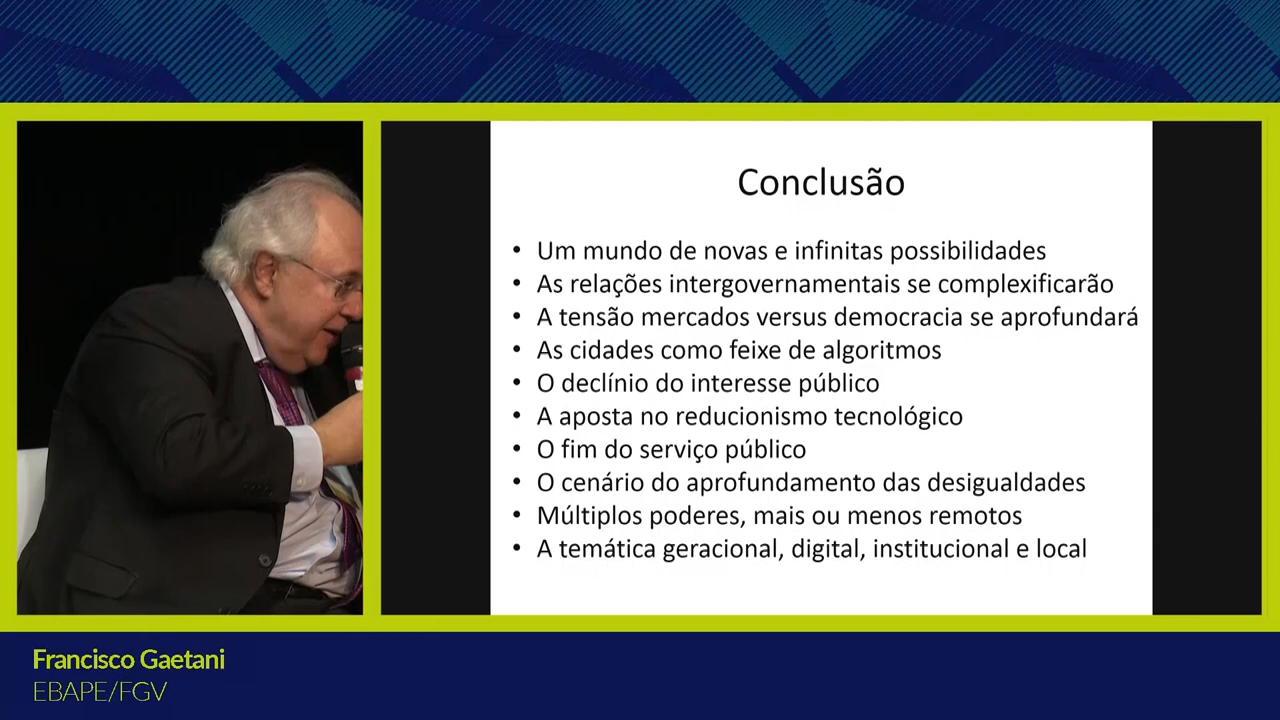 Conclusão
• Um mundo de novas e infinitas possibilidades
• As relações intergovernamentais se complexificarão
• A tensão mercados versus democracia se aprofundará
• As cidades como feixe de algoritmos
• O declínio do interesse público
• A aposta no reducionismo tecnológico
• O fim do serviço público
• O cenário do aprofundamento das desigualdades
• Múltiplos poderes, mais ou menos remotos
• A temática geracional, digital, institucional e local
Francisco Gaetani
EBAPE/FGV